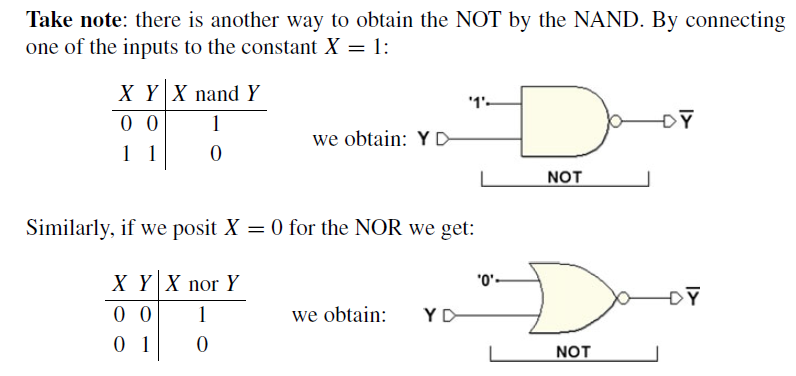 Take note: there is another way to obtain the NOT by the NAND. By connecting
one of the inputs to the constant X = 1:
X Y X nand Y
0 0 1
1 1 0
we obtain:
'1'
Y
Y̅
NOT
Similarly, if we posit X = 0 for the NOR we get:
X Y X nor Y
0 0 1
0 1 0
we obtain:
'0'
Y
Y̅
NOT